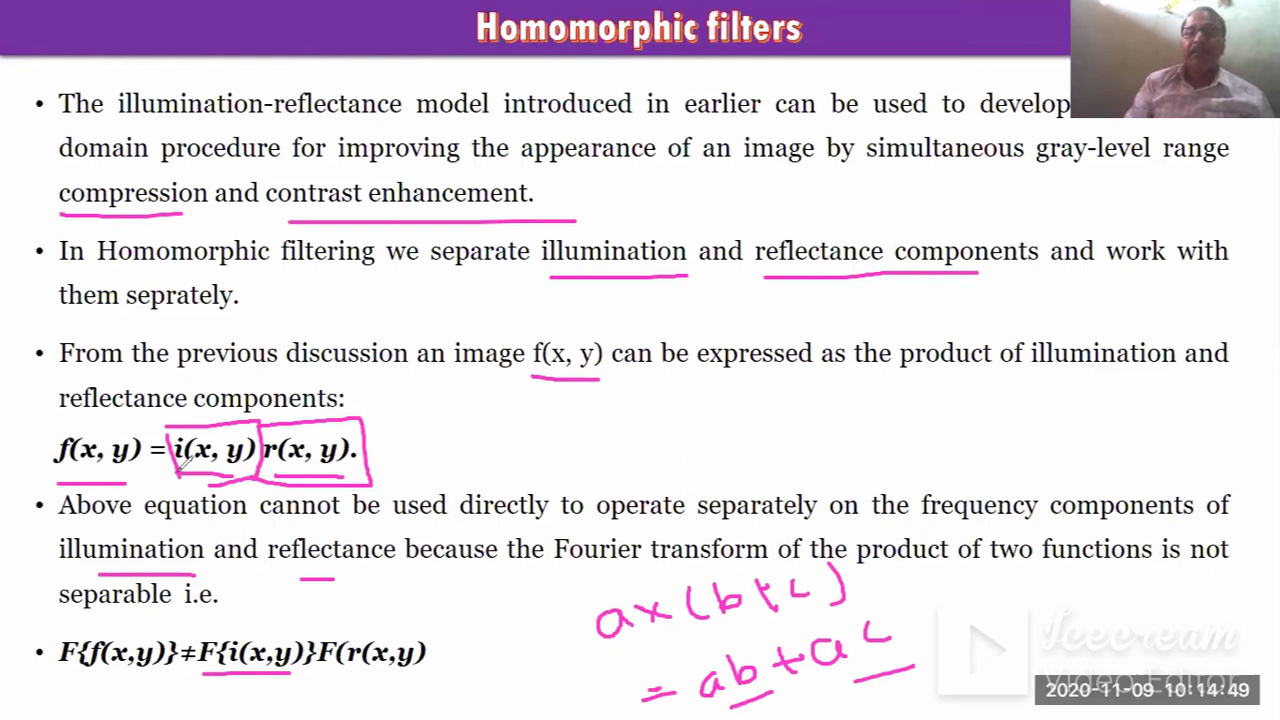 Homomorphic filters
• The illumination-reflectance model introduced in earlier can be used to develop
domain procedure for improving the appearance of an image by simultaneous gray-level range
compression and contrast enhancement.
• In Homomorphic filtering we separate illumination and reflectance components and work with
them seprately.
• From the previous discussion an image f(x, y) can be expressed as the product of illumination and
reflectance components:
f(x, y) = i(x, y) r(x, y).
• Above equation cannot be used directly to operate separately on the frequency components of
illumination and reflectance because the Fourier transform of the product of two functions is not
separable i.e.
• F{f(x,y)}≠F{i(x,y)}F(r(x,y)
a×(b+c)
= ab+ac
Icecream
Video Editor
2020-11-09 10:14:49